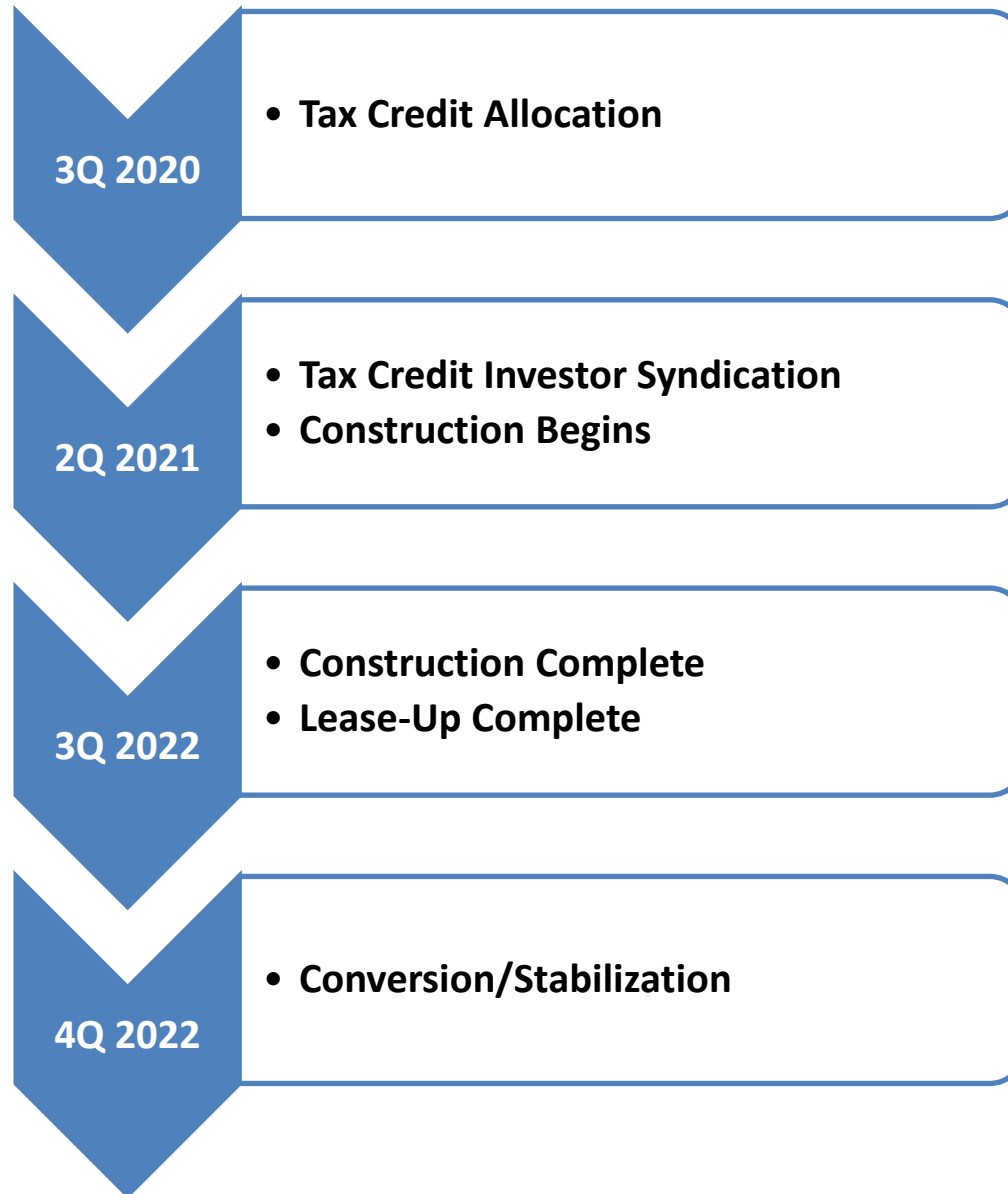 3Q 2020
• Tax Credit Allocation
2Q 2021
• Tax Credit Investor Syndication
• Construction Begins
3Q 2022
• Construction Complete
• Lease-Up Complete
4Q 2022
• Conversion/Stabilization